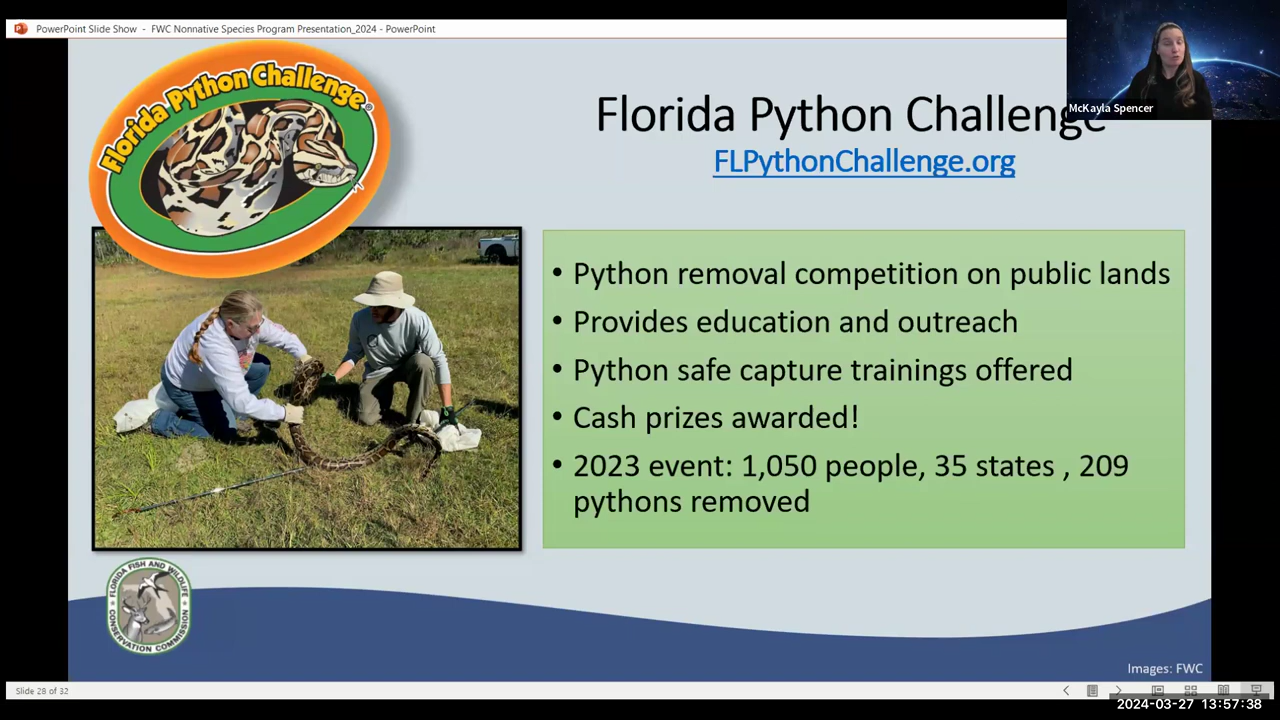 PowerPoint Slide Show - FWC Nonnative Species Program Presentation_2024 - PowerPoint
McKayla Spencer
Florida Python Challenge®
Florida Python Challenge
FLPythonChallenge.org
• Python removal competition on public lands
• Provides education and outreach
• Python safe capture trainings offered
• Cash prizes awarded!
• 2023 event: 1,050 people, 35 states , 209
pythons removed
FLORIDA FISH AND WILDLIFE
CONSERVATION COMMISSION
Images: FWC
Slide 28 of 32
2024-03-27 13:57:38